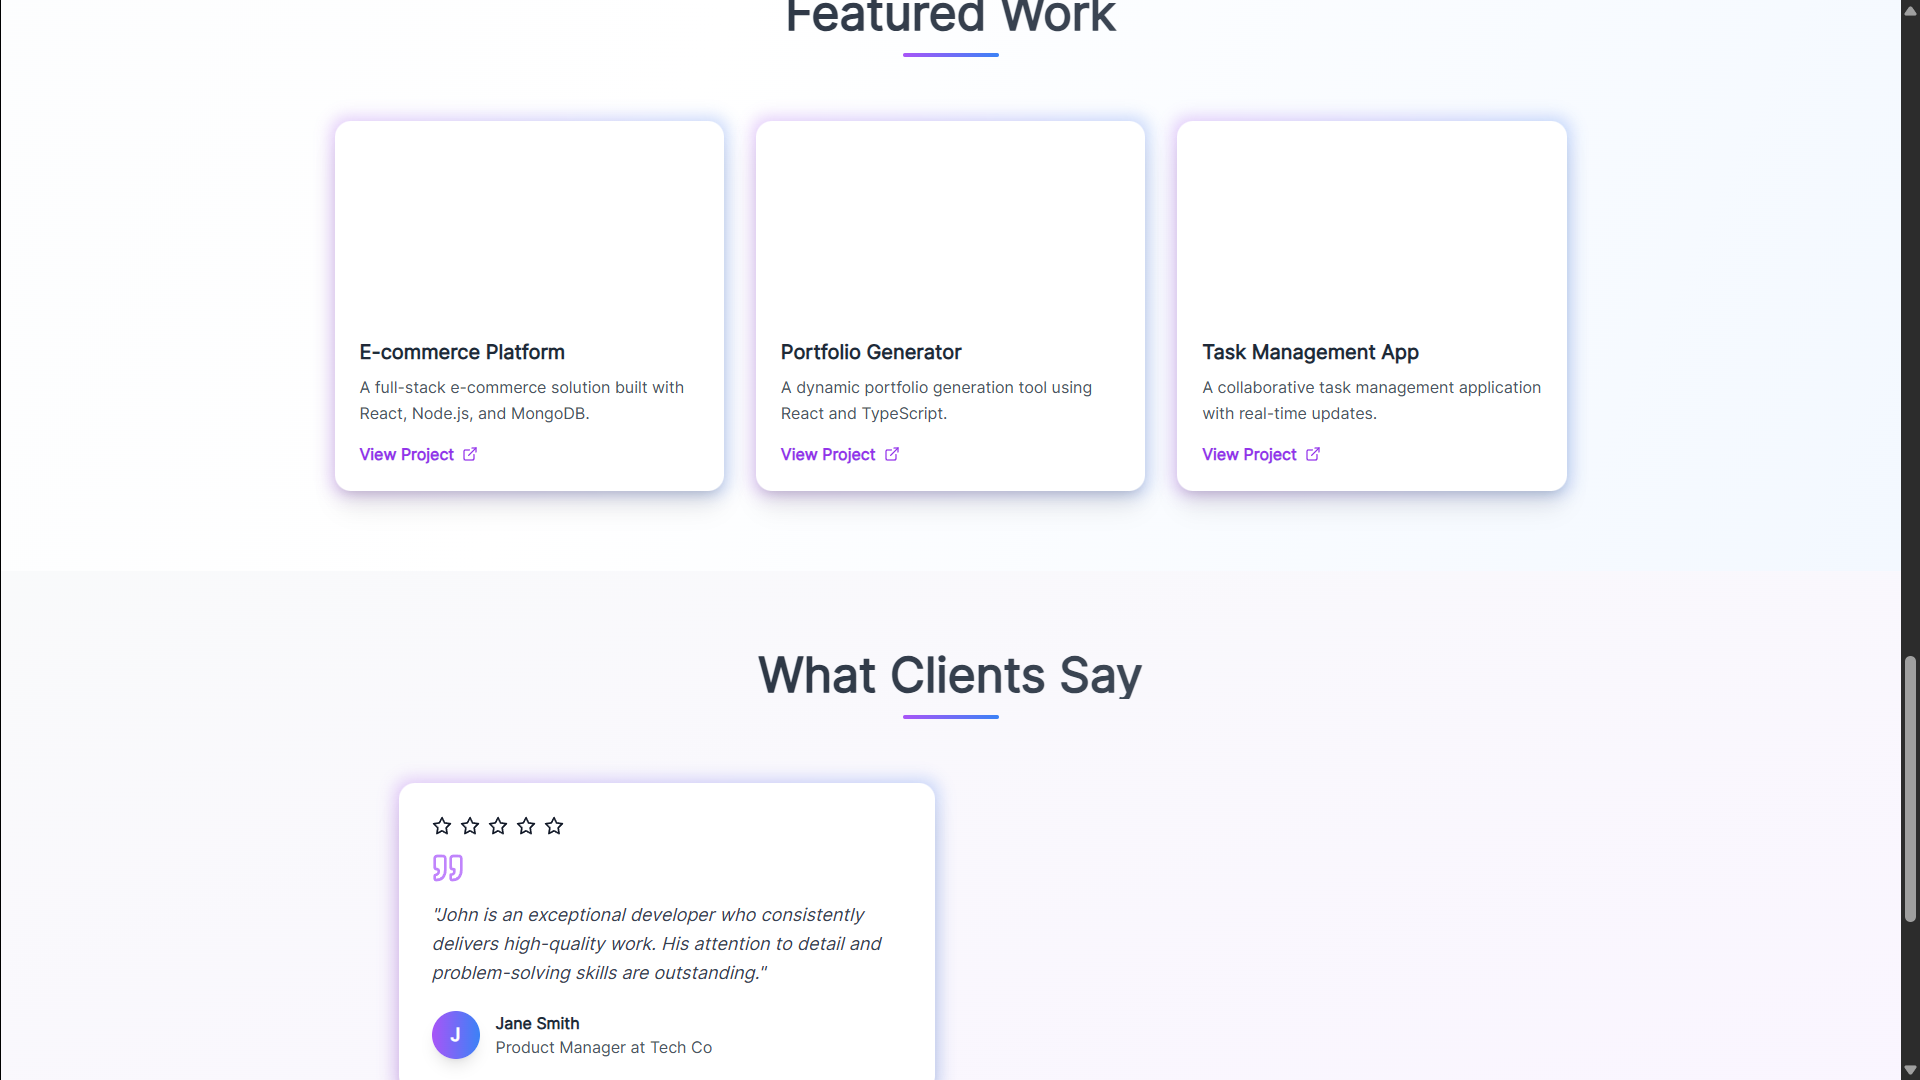 Featured Work
E-commerce Platform
A full-stack e-commerce solution built with
React, Node.js, and MongoDB.
View Project
Portfolio Generator
A dynamic portfolio generation tool using
React and TypeScript.
View Project
Task Management App
A collaborative task management application
with real-time updates.
View Project
What Clients Say
"John is an exceptional developer who consistently
delivers high-quality work. His attention to detail and
problem-solving skills are outstanding."
J
Jane Smith
Product Manager at Tech Co